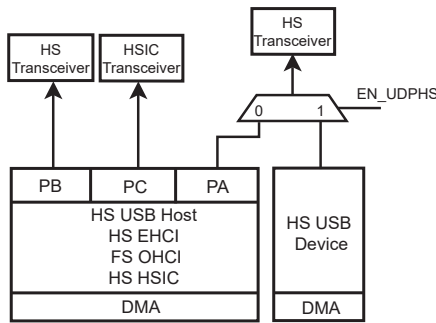 HS
Transceiver
HSIC
Transceiver
HS
Transceiver
EN_UDPHS
0
1
PB
PC
PA
HS USB Host
HS EHCI
FS OHCI
HS HSIC
DMA
HS USB
Device
DMA